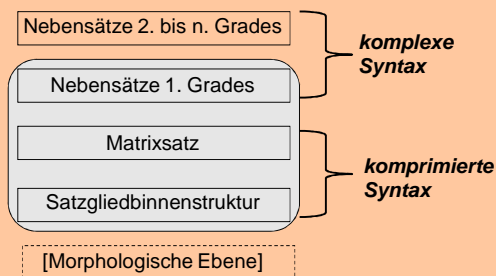 Nebensätze 2. bis n. Grades
komplexe
Syntax
Nebensätze 1. Grades
Matrixsatz
komprimierte
Syntax
Satzgliedbinnenstruktur
[Morphologische Ebene]